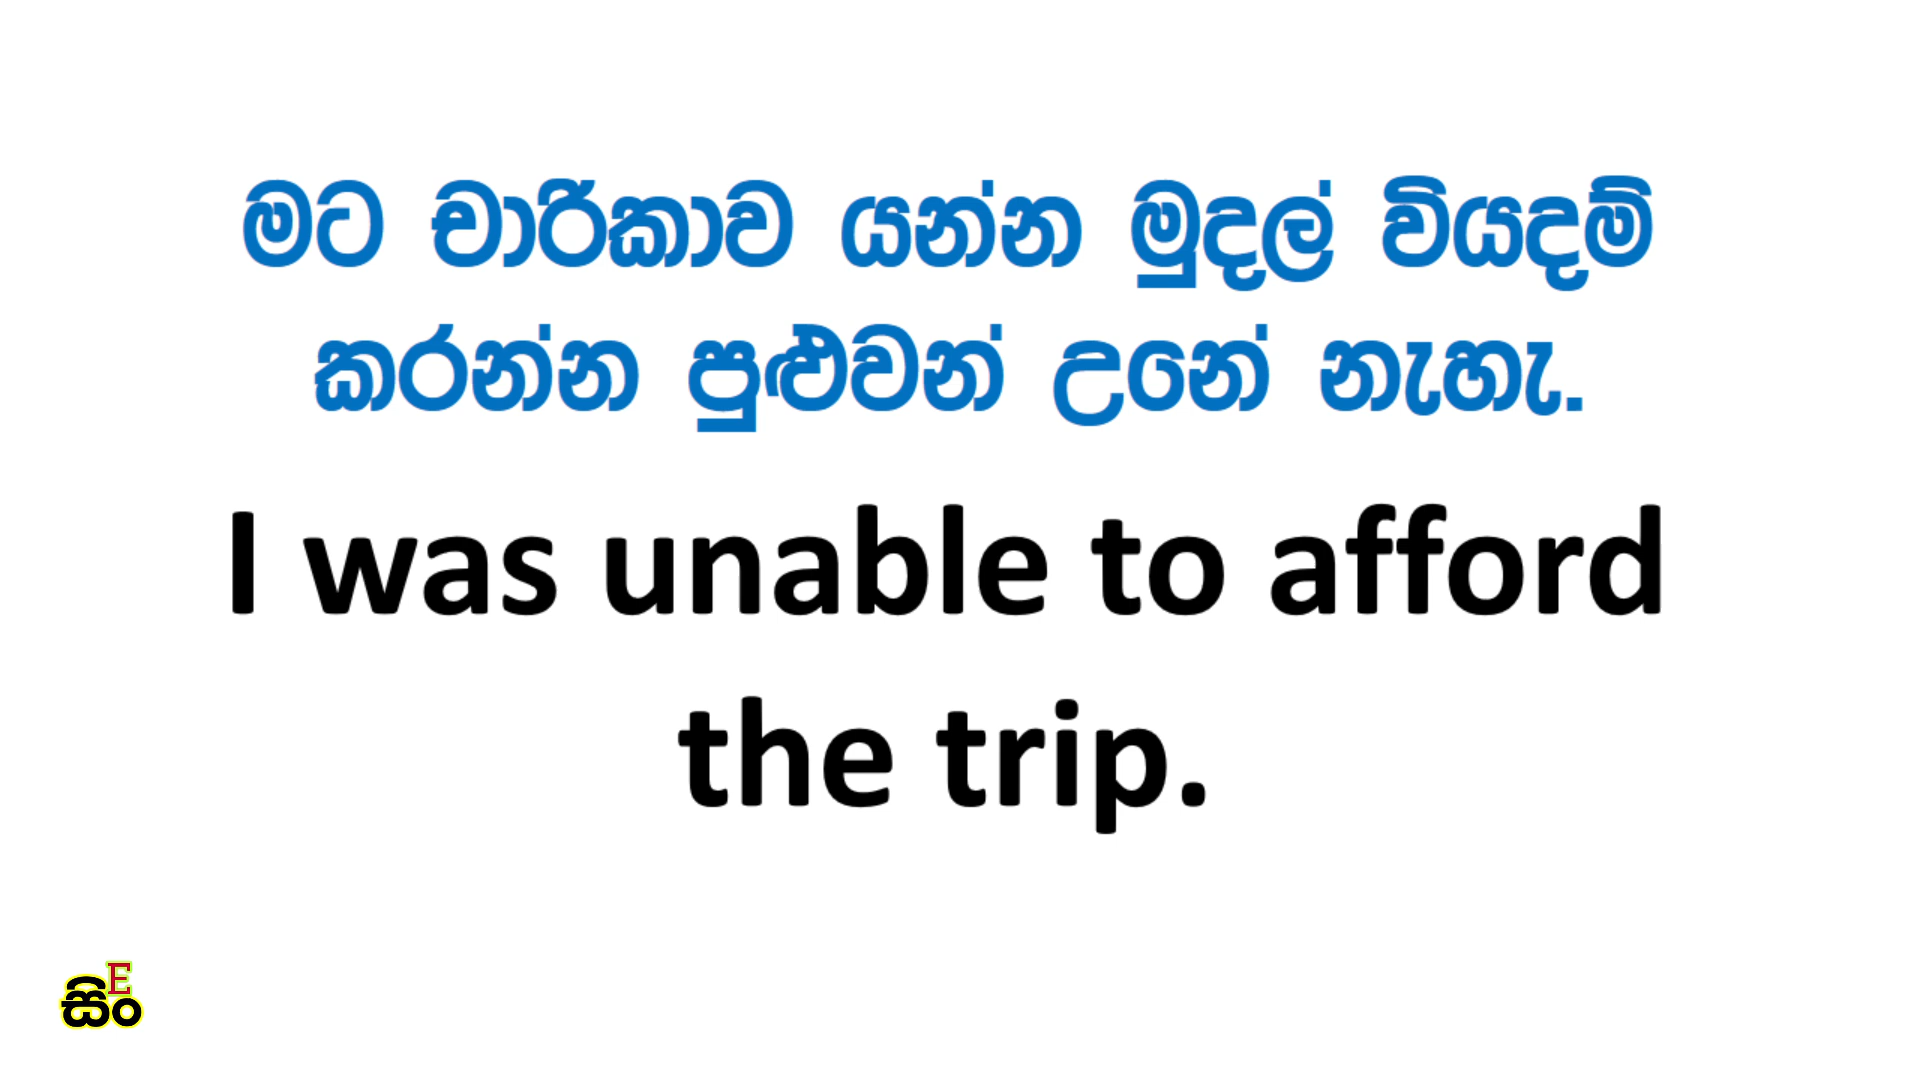 මට චාරිකාව යන්න මුදල් වියදම්
කරන්න පුළුවන් උනේ නැහැ.
I was unable to afford
the trip.
E
සිං